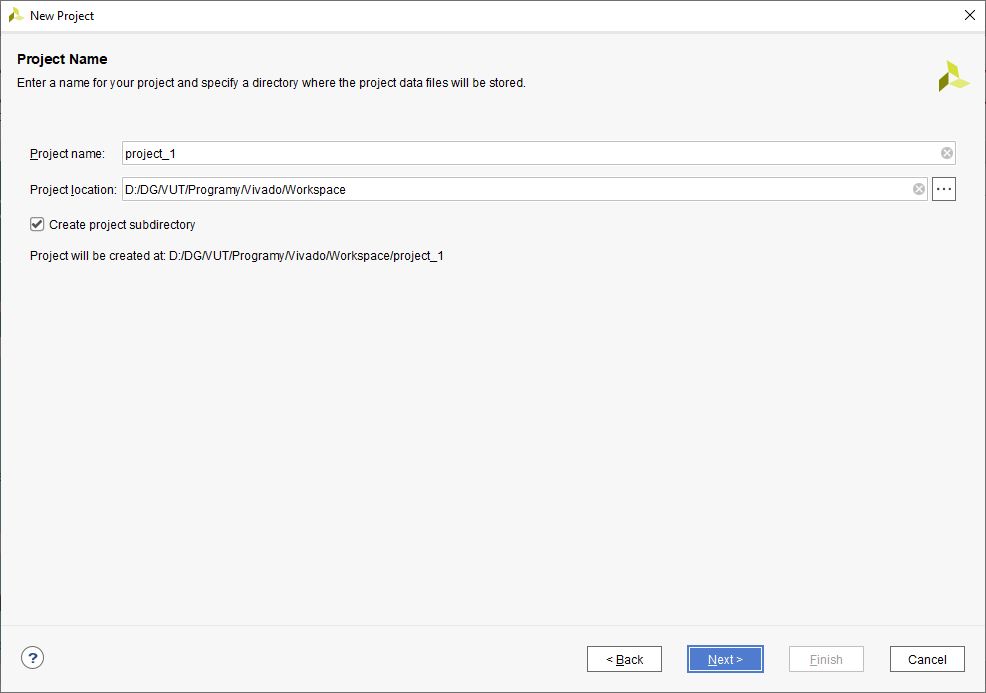 New Project
Project Name
Enter a name for your project and specify a directory where the project data files will be stored.
Project name: project_1
Project location: D:/DG/VUT/Programy/Vivado/Workspace ...
Create project subdirectory
Project will be created at: D:/DG/VUT/Programy/Vivado/Workspace/project_1
? < Back Next > Finish Cancel